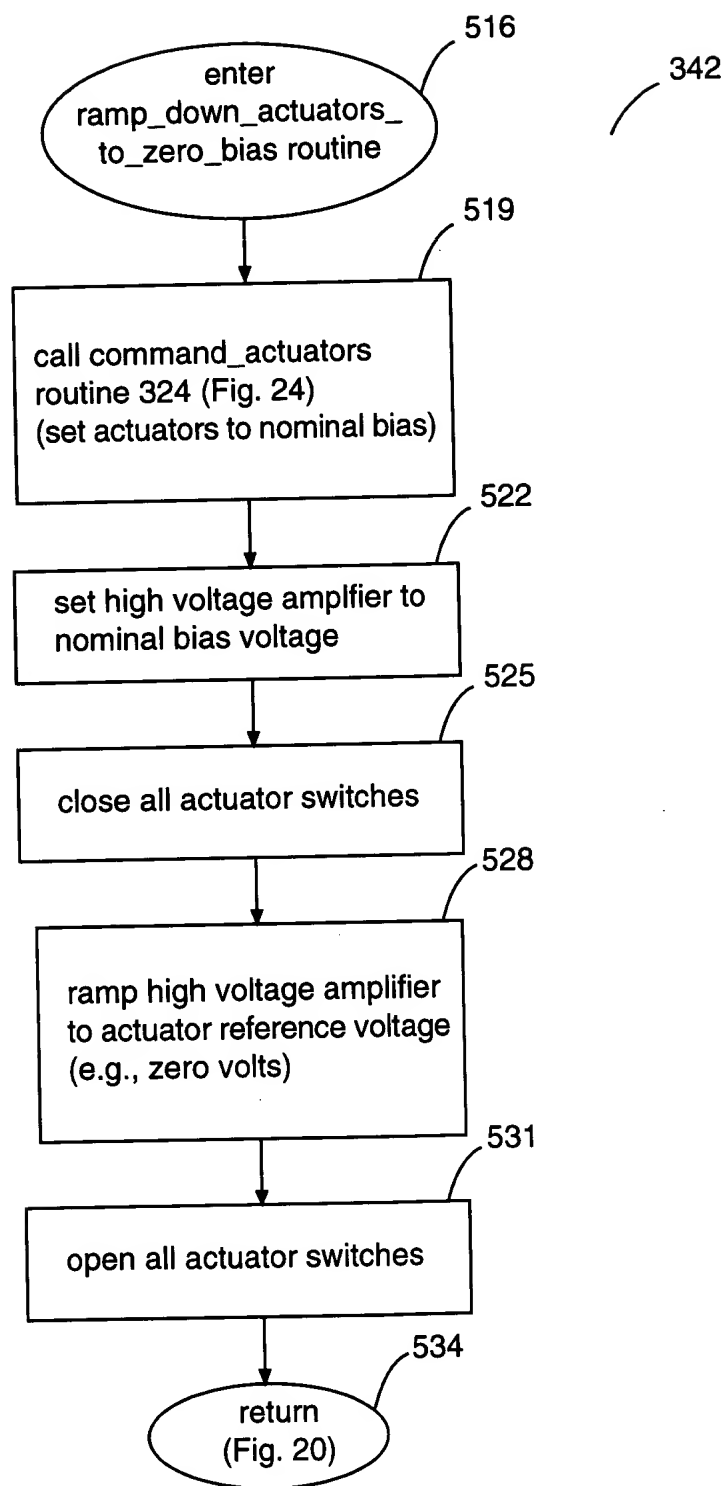 516
342
enter
ramp_down_actuators_
to_zero_bias routine
519
call command_actuators
routine 324 (Fig. 24)
(set actuators to nominal bias)
522
set high voltage amplfier to
nominal bias voltage
525
close all actuator switches
528
ramp high voltage amplifier
to actuator reference voltage
(e.g., zero volts)
531
open all actuator switches
534
return
(Fig. 20)